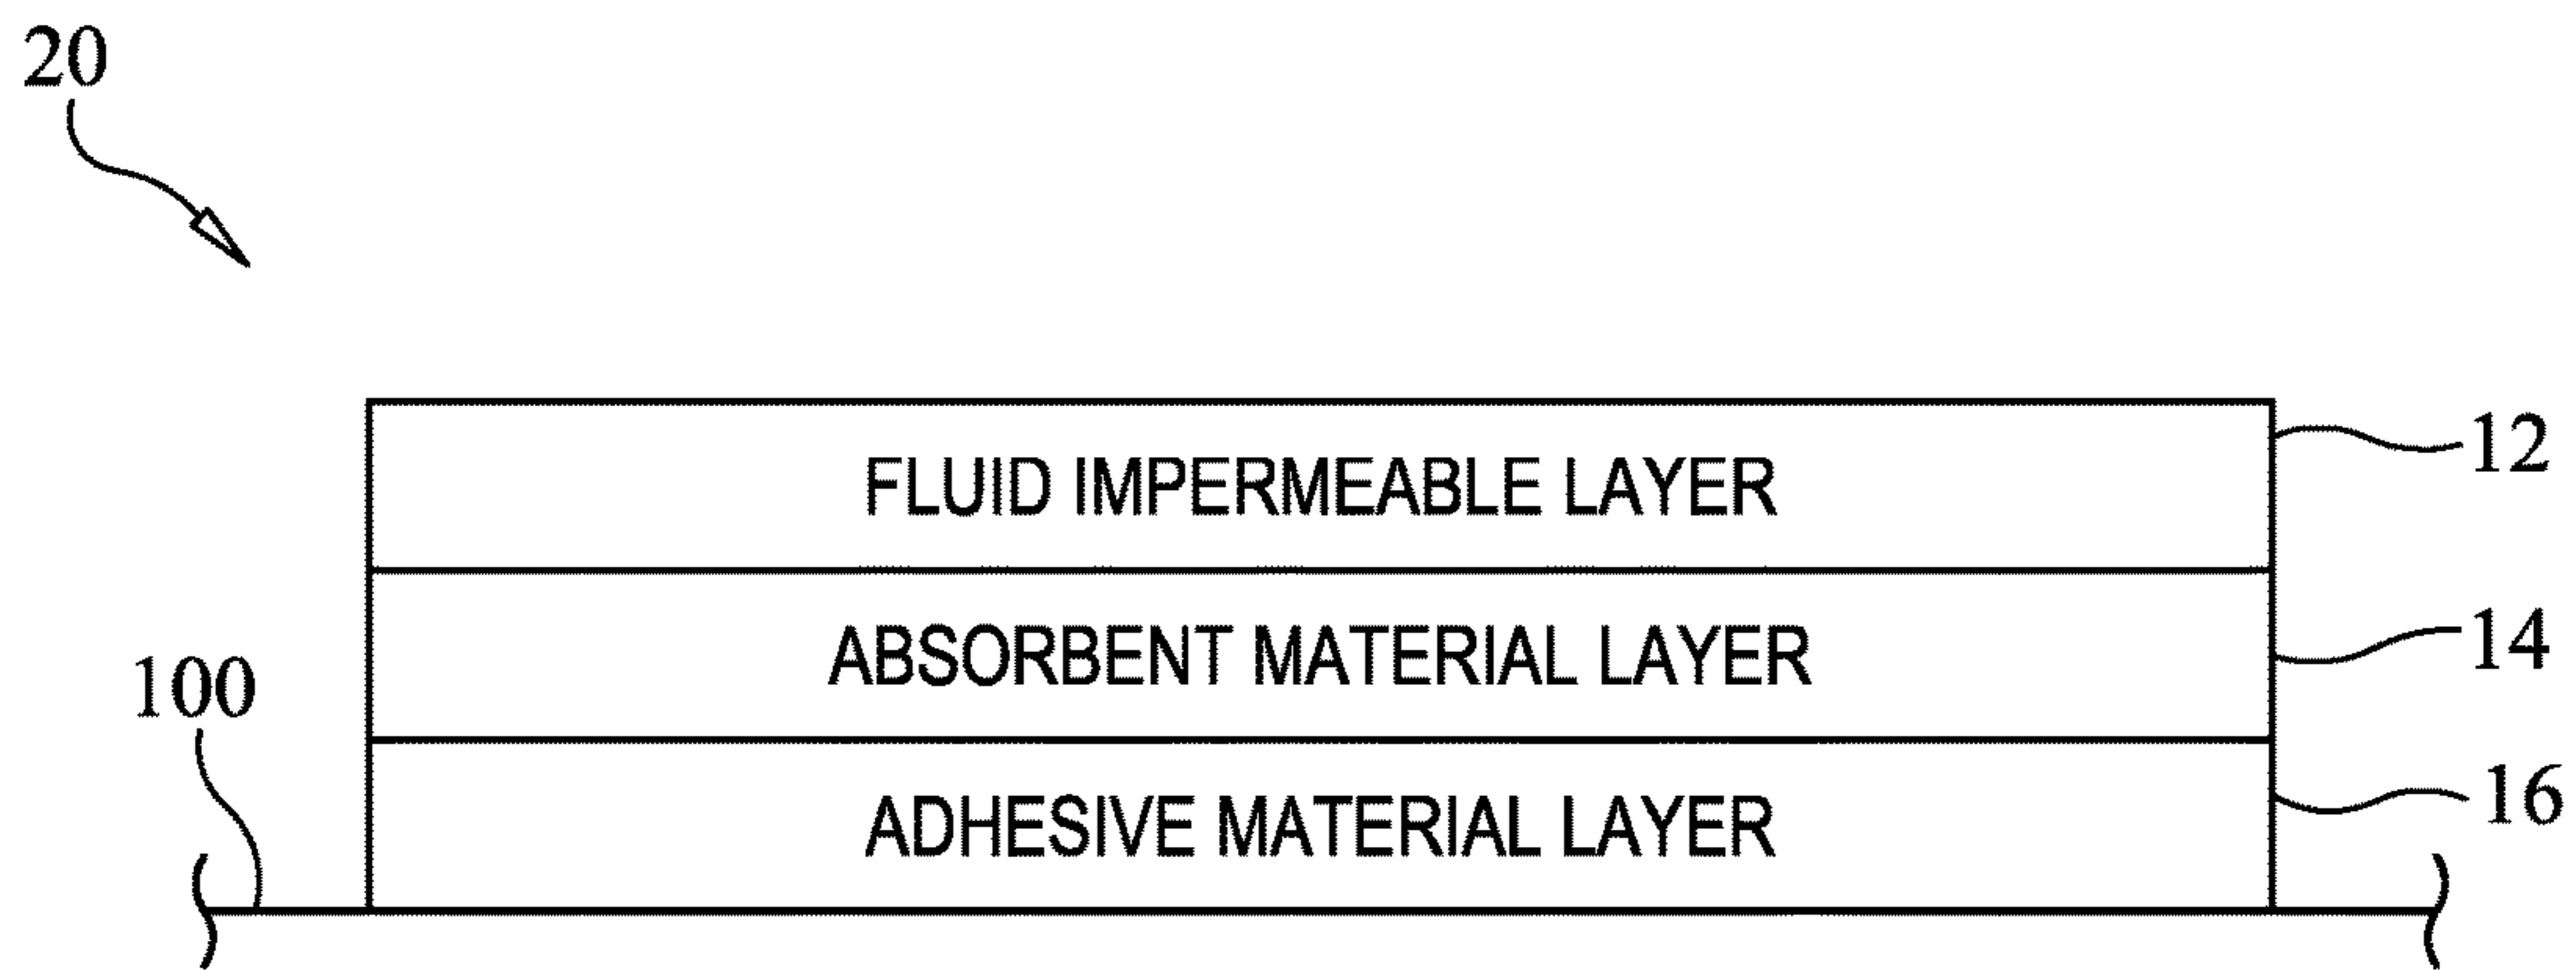 20
FLUID IMPERMEABLE LAYER
12
ABSORBENT MATERIAL LAYER
14
100
ADHESIVE MATERIAL LAYER
16